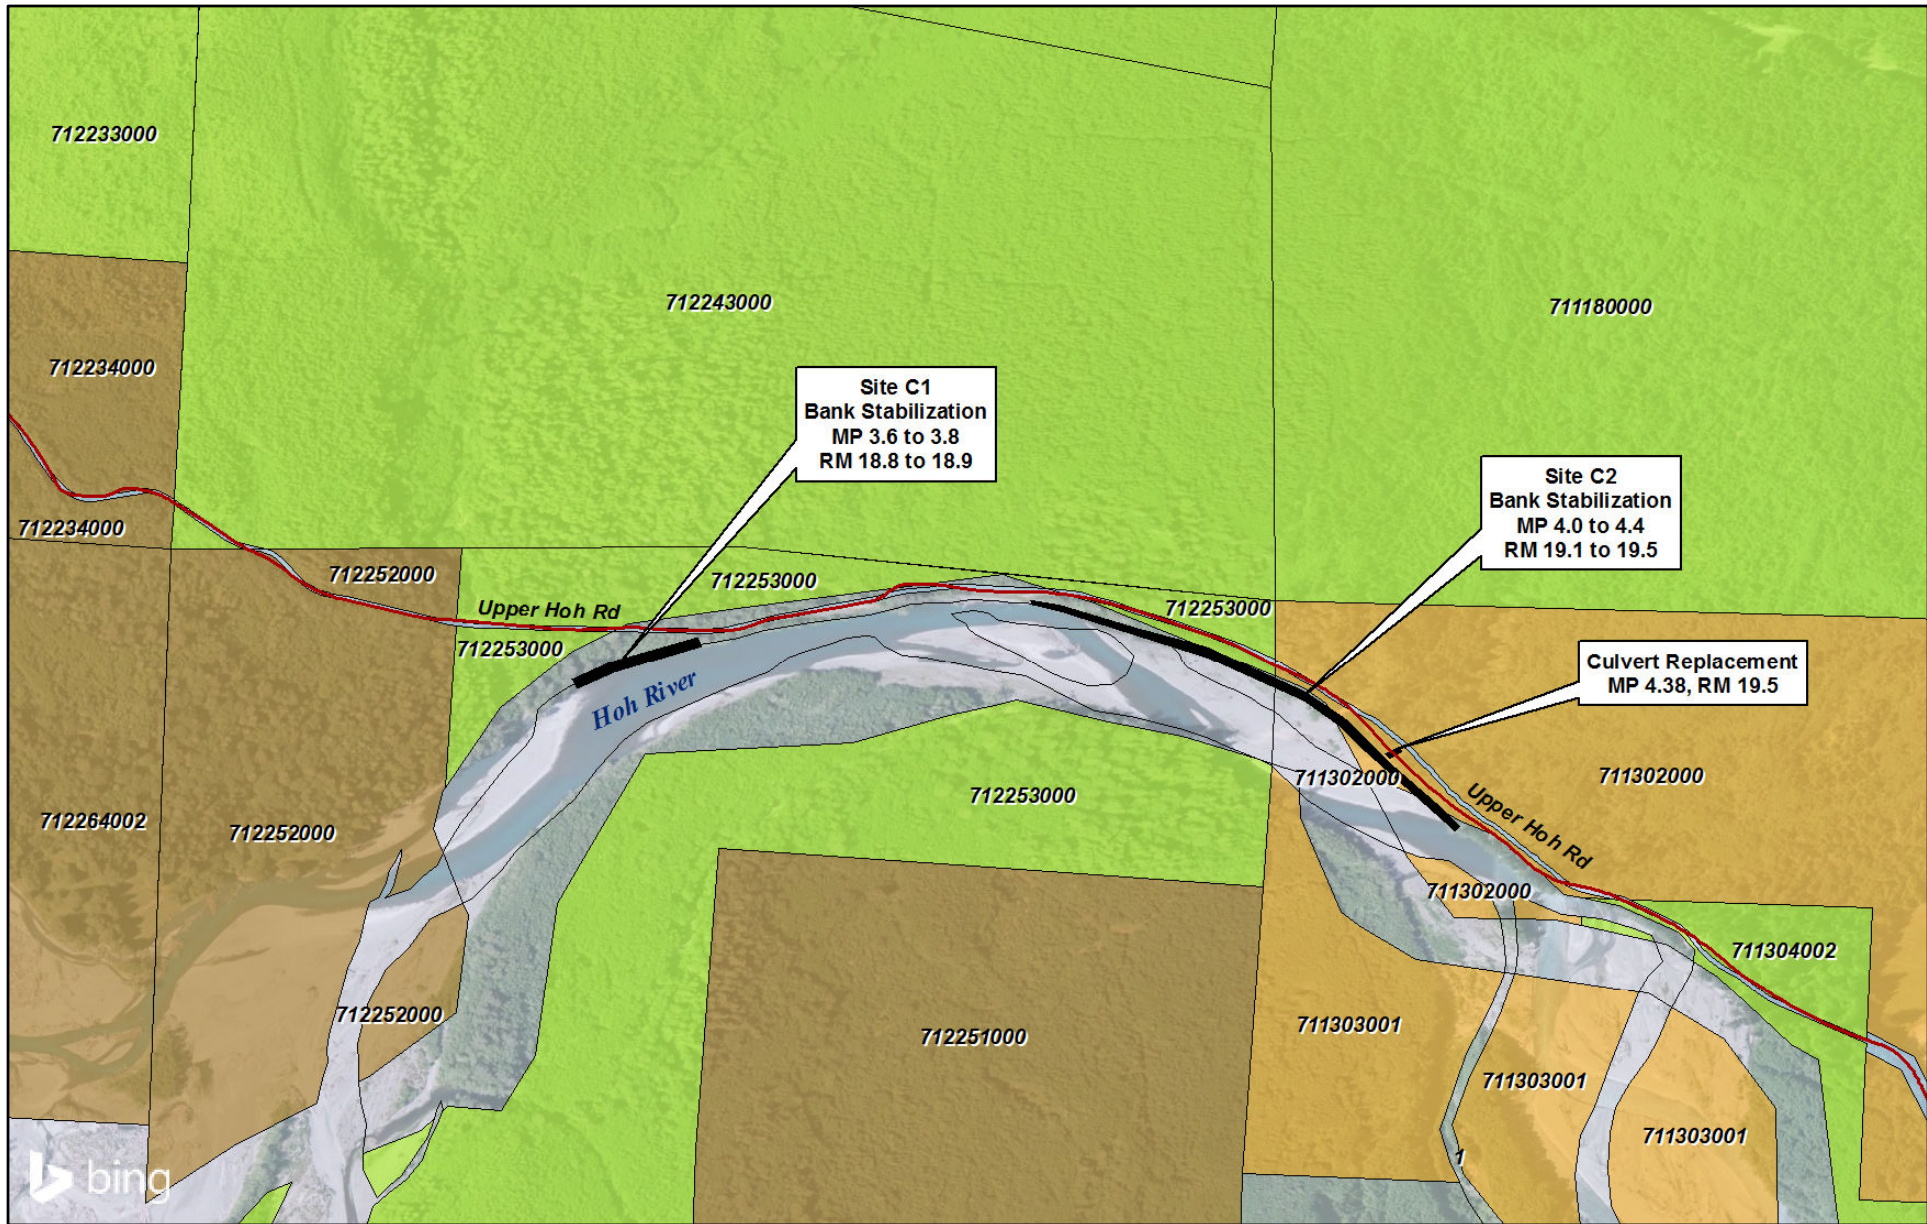 712233000
712243000
711180000
712234000
Site C1
Bank Stabilization
MP 3.6 to 3.8
RM 18.8 to 18.9
Site C2
Bank Stabilization
MP 4.0 to 4.4
RM 19.1 to 19.5
712234000
712252000
712253000
Upper Hoh Rd
712253000
712253000
Culvert Replacement
MP 4.38, RM 19.5
Hoh River
712253000
711302000
711302000
Upper Hoh Rd
712264002
712252000
711302000
711304002
712252000
712251000
711303001
711303001
711303001
1
bing